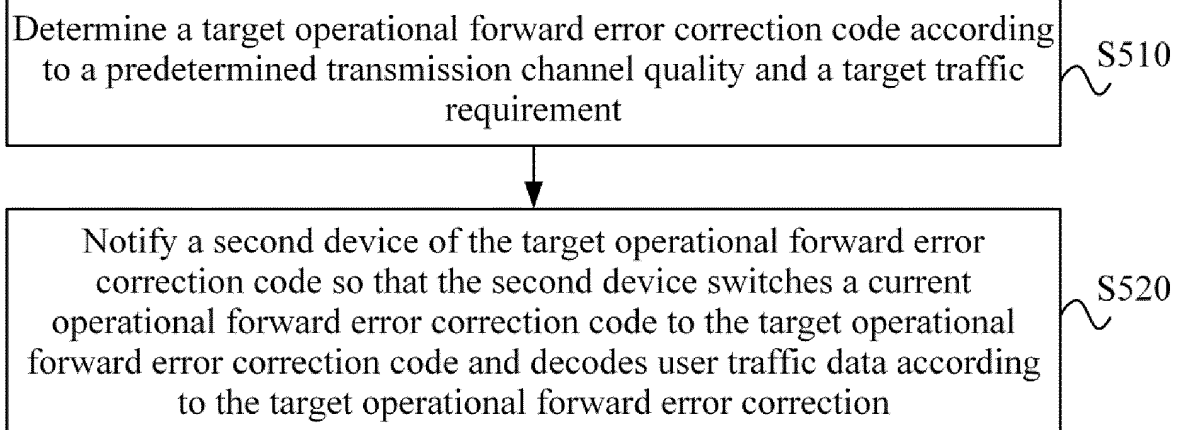 Determine a target operational forward error correction code according
to a predetermined transmission channel quality and a target traffic
requirement
S510
Notify a second device of the target operational forward error
correction code so that the second device switches a current
operational forward error correction code to the target operational
forward error correction code and decodes user traffic data according
to the target operational forward error correction
S520